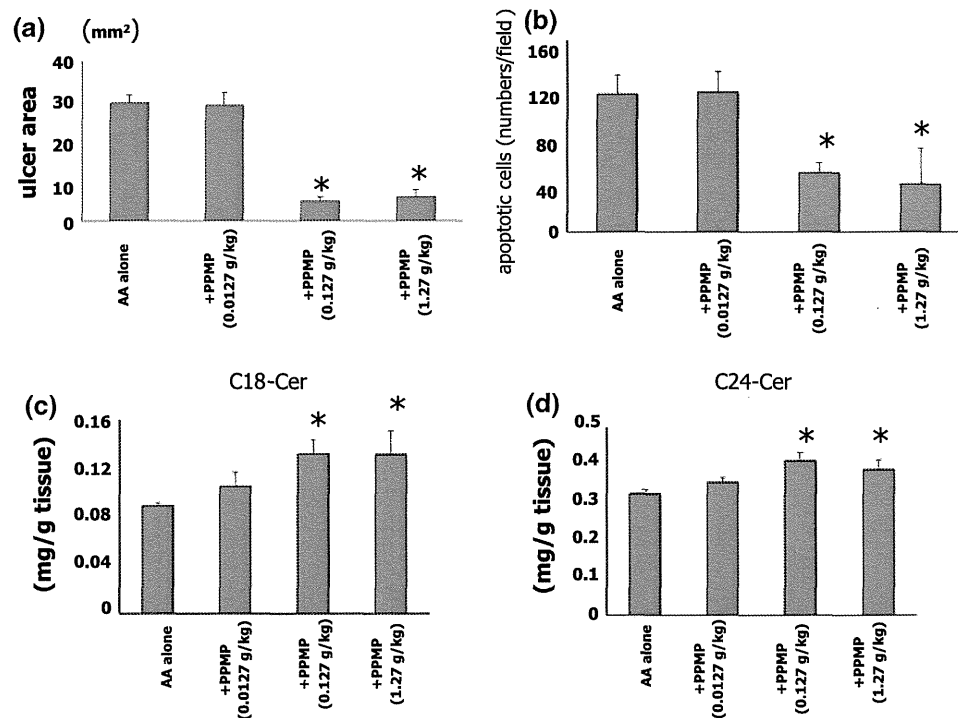 (a) (mm²)
ulcer area
40
30
20
10
0
*
*
AA alone
+PPMP
(0.0127 g/kg)
+PPMP
(0.127 g/kg)
+PPMP
(1.27 g/kg)
(b)
apoptotic cells (numbers/field)
160
120
80
40
0
*
*
AA alone
+PPMP
(0.0127 g/kg)
+PPMP
(0.127 g/kg)
+PPMP
(1.27 g/kg)
C18-Cer
(c)
(mg/g tissue)
0.16
0.12
0.08
0.04
0
*
*
AA alone
+PPMP
(0.0127 g/kg)
+PPMP
(0.127 g/kg)
+PPMP
(1.27 g/kg)
C24-Cer
(d)
(mg/g tissue)
0.5
0.4
0.3
0.2
0.1
0
*
*
AA alone
+PPMP
(0.0127 g/kg)
+PPMP
(0.127 g/kg)
+PPMP
(1.27 g/kg)